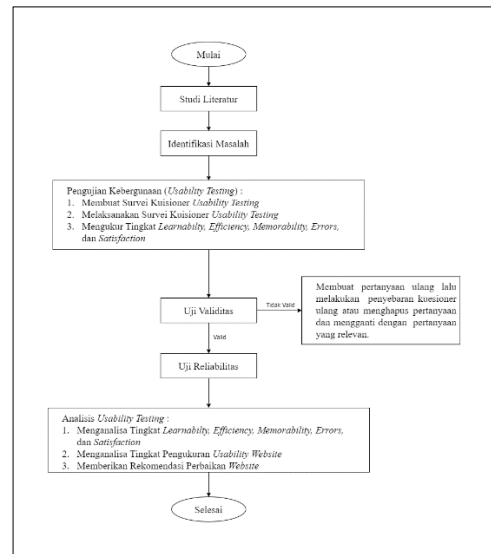 Mulai
Studi Literatur
Identifikasi Masalah
Pengujian Kebergunaan (Usability Testing) :
1. Membuat Survei Kuisioner Usability Testing
2. Melaksanakan Survei Kuisioner Usability Testing
3. Mengukur Tingkat Learnabilty, Efficiency, Memorability, Errors,
dan Satisfaction
Uji Validitas
Tidak Valid
Membuat pertanyaan ulang lalu
melakukan penyebaran kuesioner
ulang atau menghapus pertanyaan
dan mengganti dengan pertanyaan
yang relevan.
Valid
Uji Reliabilitas
Analisis Usability Testing :
1. Menganalisa Tingkat Learnabilty, Efficiency, Memorability, Errors,
dan Satisfaction
2. Menganalisa Tingkat Pengukuran Usability Website
3. Memberikan Rekomendasi Perbaikan Website
Selesai